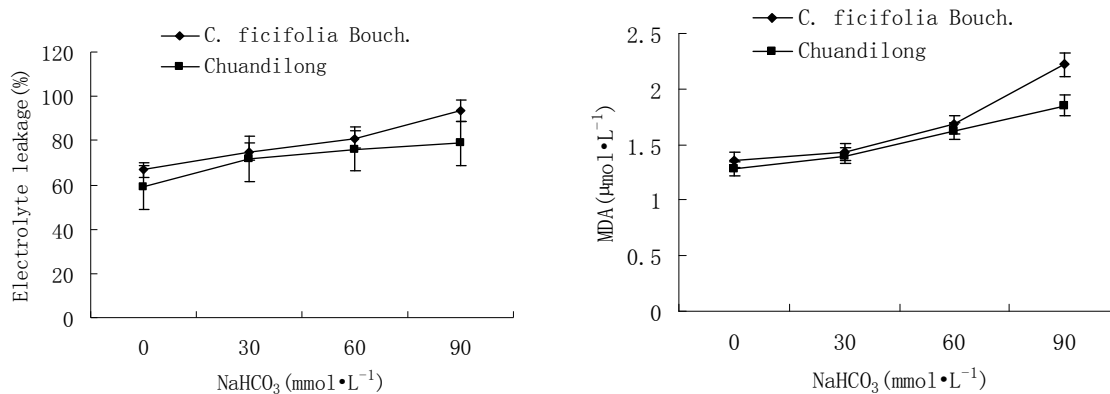 C. ficifolia Bouch.
Chuandilong
120
100
80
60
40
20
0
Electrolyte leakage(%)
0 30 60 90
NaHCO₃(mmol•L⁻¹)
C. ficifolia Bouch.
Chuandilong
2.5
2
1.5
1
0.5
0
MDA(μmol•L⁻¹)
0 30 60 90
NaHCO₃(mmol•L⁻¹)